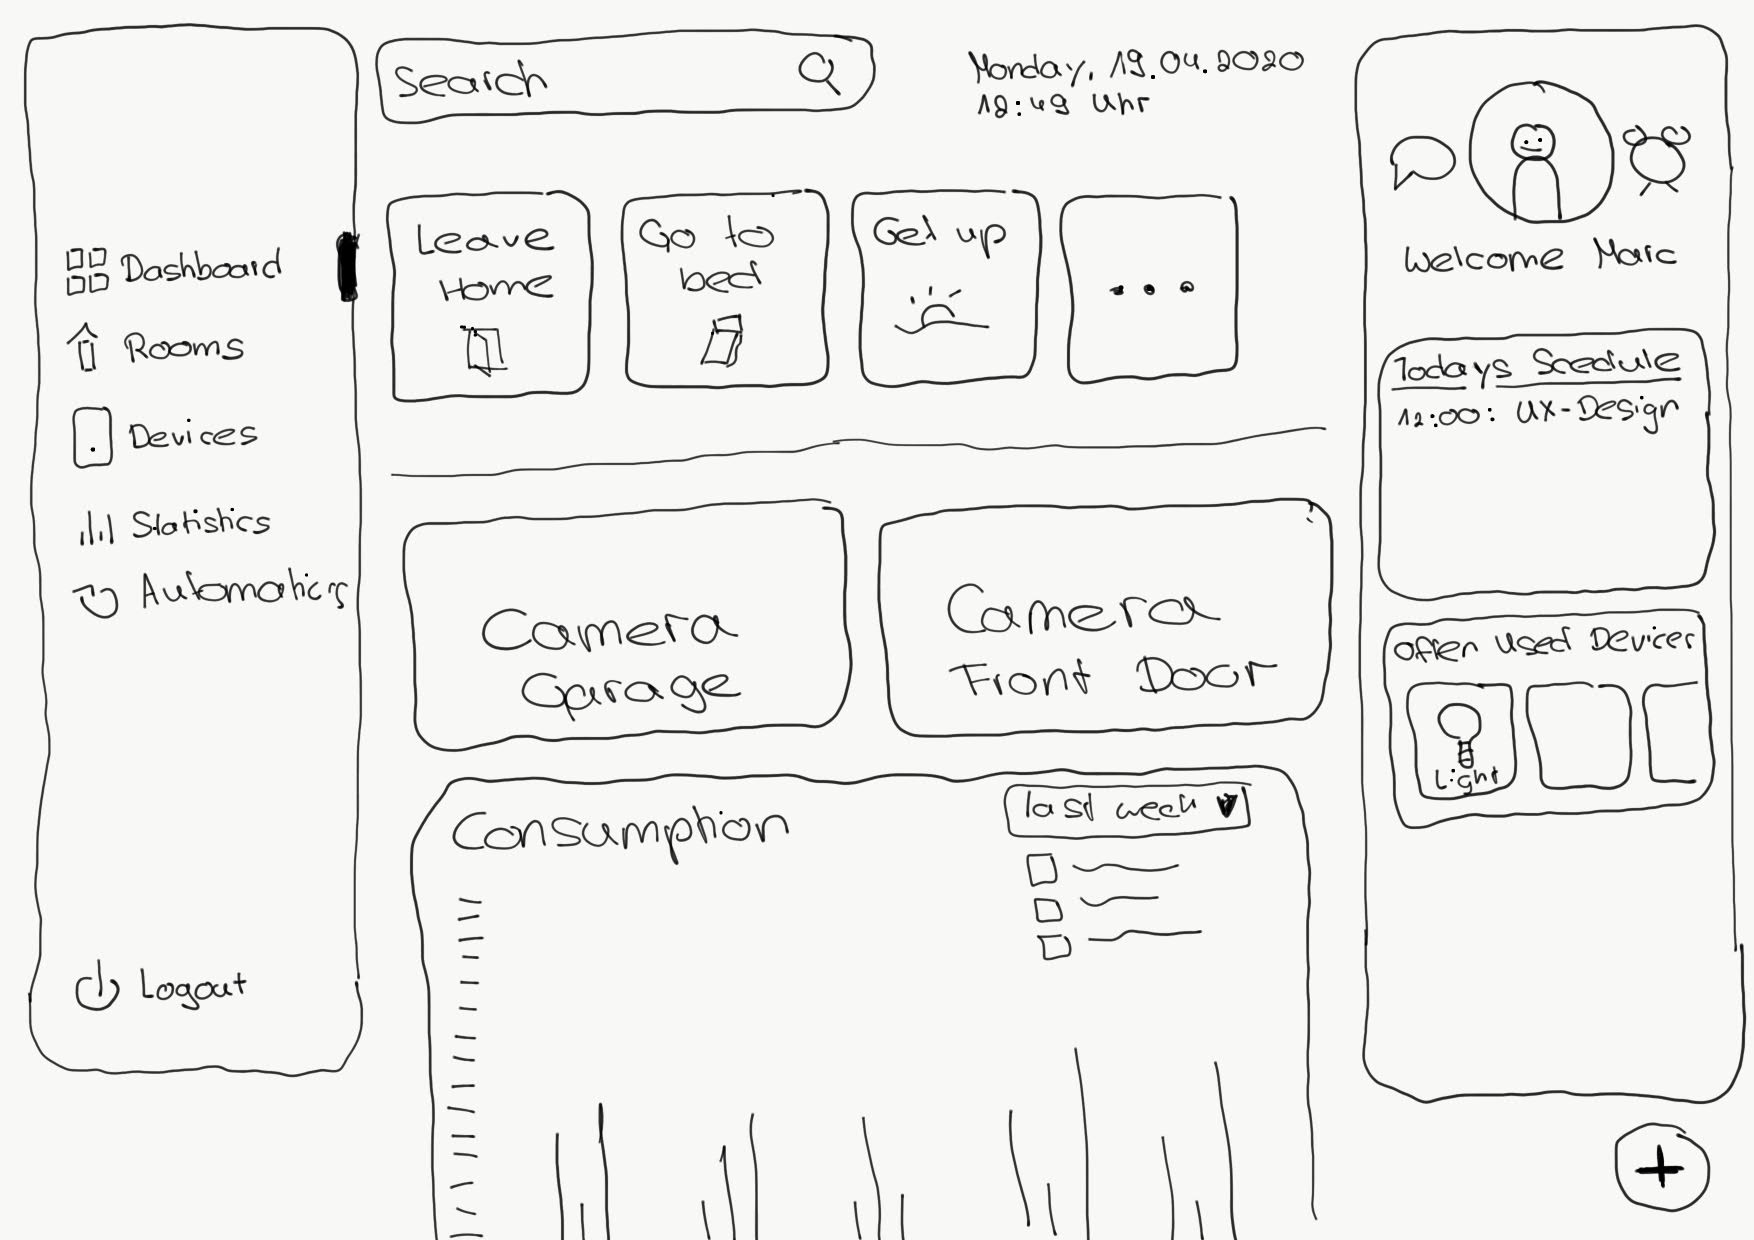 Search
Monday, 19.04.2020
12:49 Uhr
Dashboard
Rooms
Devices
Statistics
Automatics
Logout
Leave
Home
Go to
bed
Get up
...
Camera
Garage
Camera
Front Door
Consumption
last week
Welcome Marc
Todays Scedule
12:00: UX-Design
Often Used Devices
Light